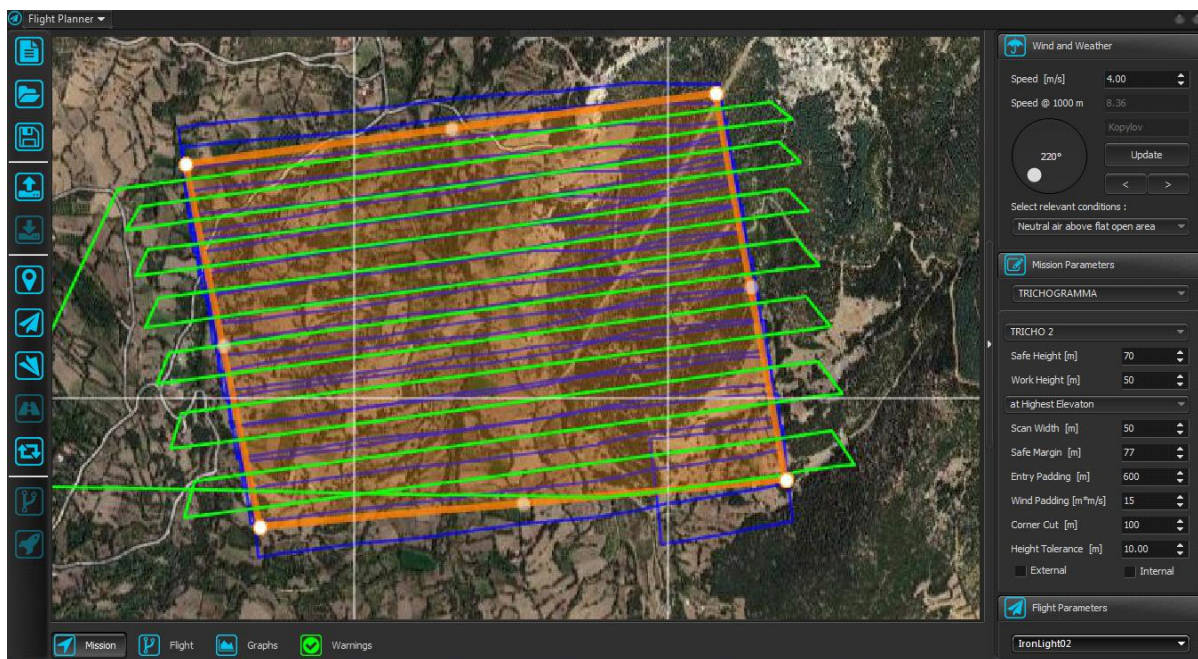 Flight Planner
Wind and Weather
Speed [m/s] 4.00
Speed @ 1000 m 8.36
Kopylov
220°
Update
< >
Select relevant conditions :
Neutral air above flat open area
Mission Parameters
TRICHOGRAMMA
TRICHO 2
Safe Height [m] 70
Work Height [m] 50
at Highest Elevaton
Scan Width [m] 50
Safe Margin [m] 77
Entry Padding [m] 600
Wind Padding [m*m/s] 15
Corner Cut [m] 100
Height Tolerance [m] 10.00
External Internal
Flight Parameters
IronLight02
Mission Flight Graphs Warnings